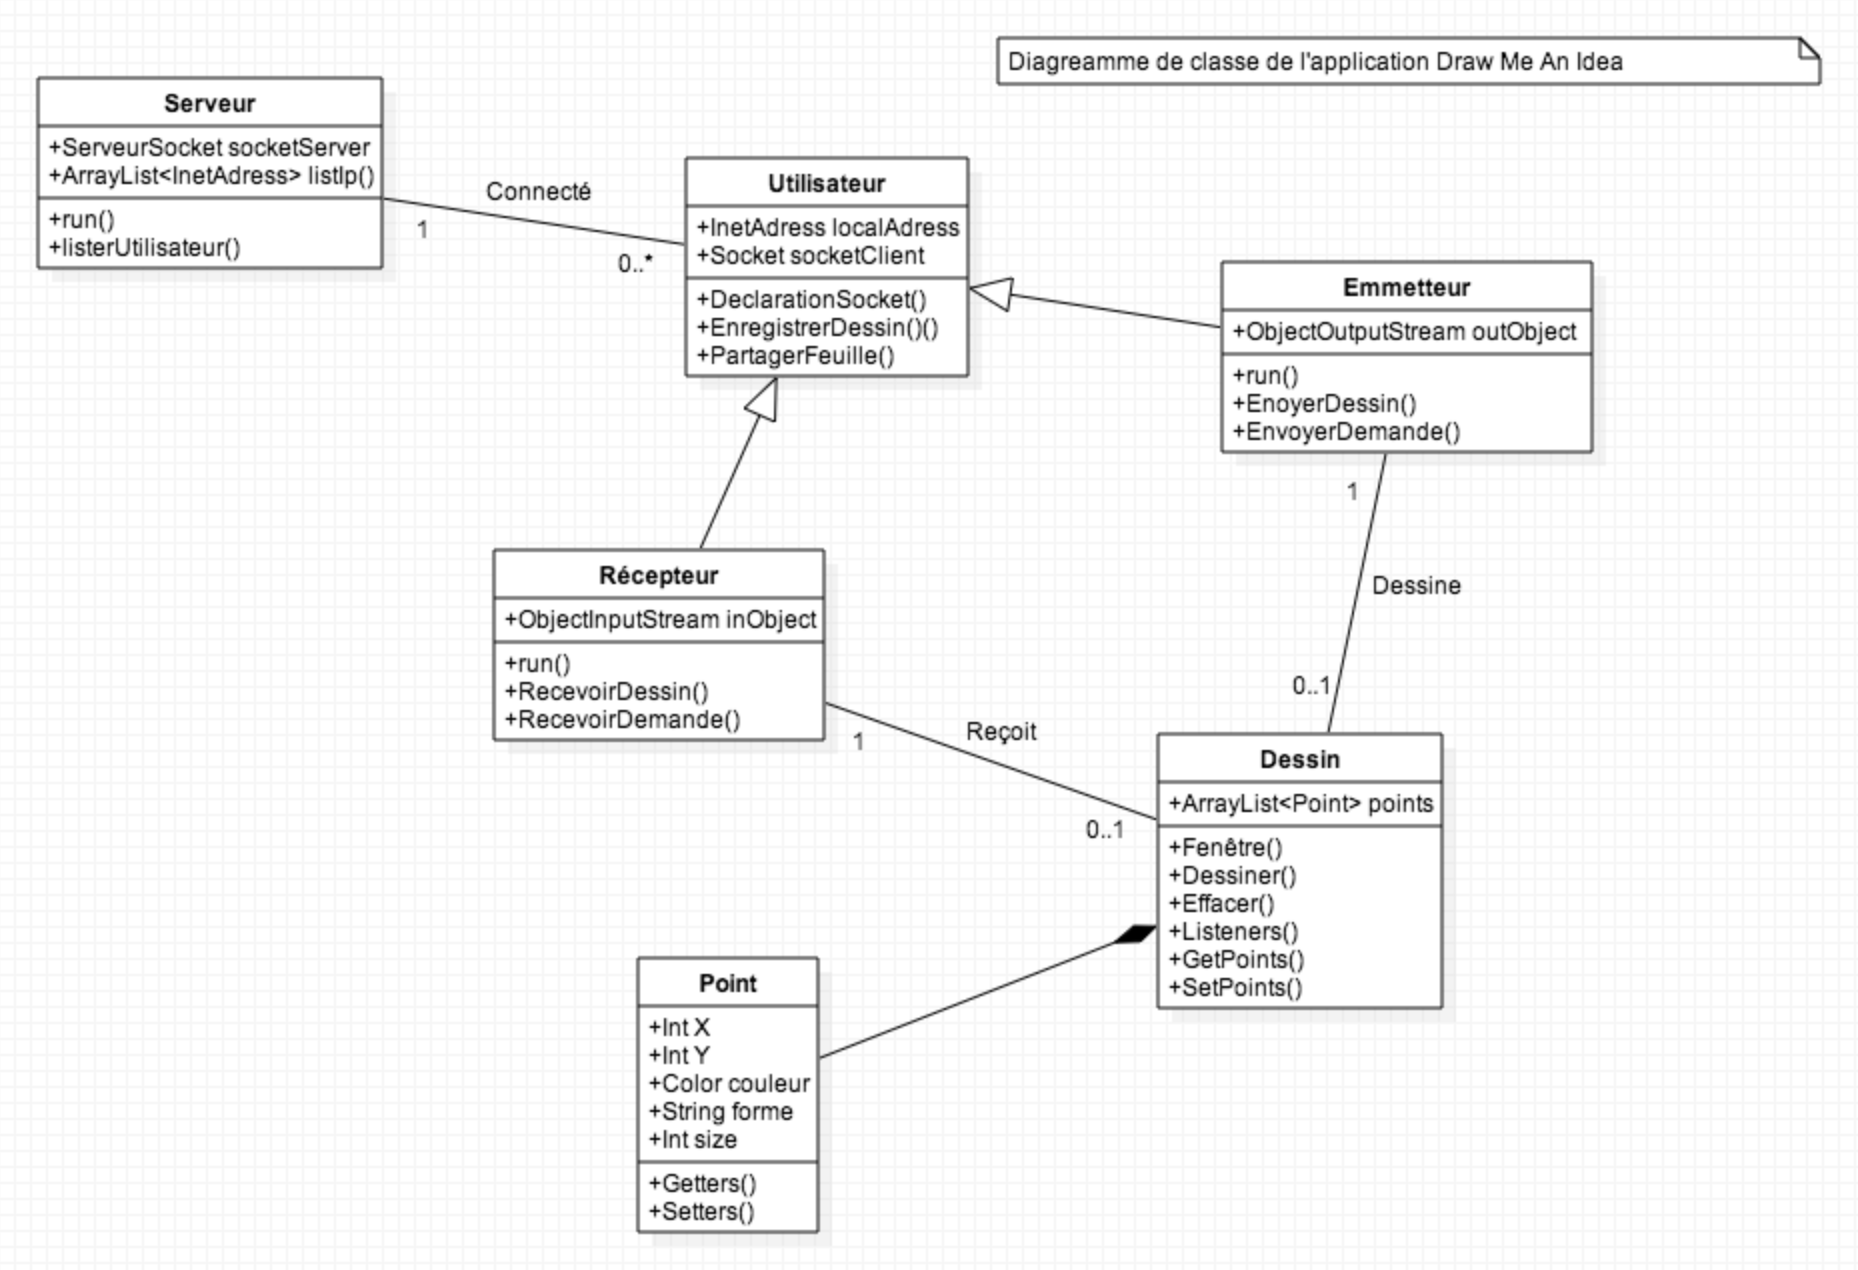 Diagreamme de classe de l'application Draw Me An Idea
Serveur
+ServeurSocket socketServer
+ArrayList<InetAdress> listIp()
+run()
+listerUtilisateur()
Connecté
1
0..*
Utilisateur
+InetAdress localAdress
+Socket socketClient
+DeclarationSocket()
+EnregistrerDessin()()
+PartagerFeuille()
Emmetteur
+ObjectOutputStream outObject
+run()
+EnoyerDessin()
+EnvoyerDemande()
1
Dessine
0..1
Récepteur
+ObjectInputStream inObject
+run()
+RecevoirDessin()
+RecevoirDemande()
1
Reçoit
0..1
Dessin
+ArrayList<Point> points
+Fenêtre()
+Dessiner()
+Effacer()
+Listeners()
+GetPoints()
+SetPoints()
Point
+Int X
+Int Y
+Color couleur
+String forme
+Int size
+Getters()
+Setters()